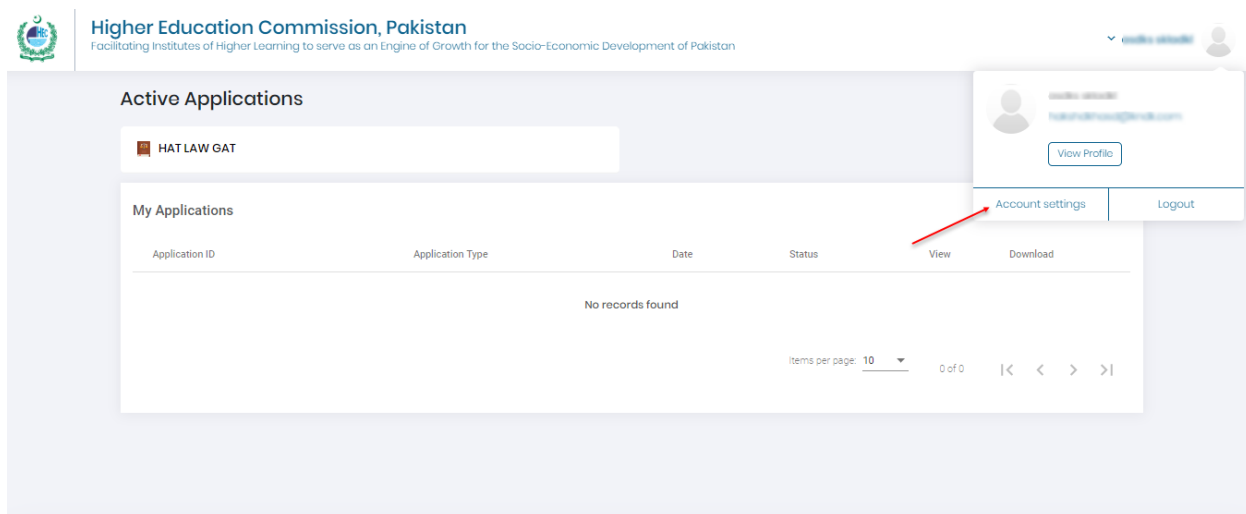 HEC
Higher Education Commission, Pakistan
Facilitating Institutes of Higher Learning to serve as an Engine of Growth for the Socio-Economic Development of Pakistan
Active Applications
HAT LAW GAT
View Profile
Account settings Logout
My Applications
Application ID Application Type Date Status View Download
No records found
Items per page: 10 0 of 0